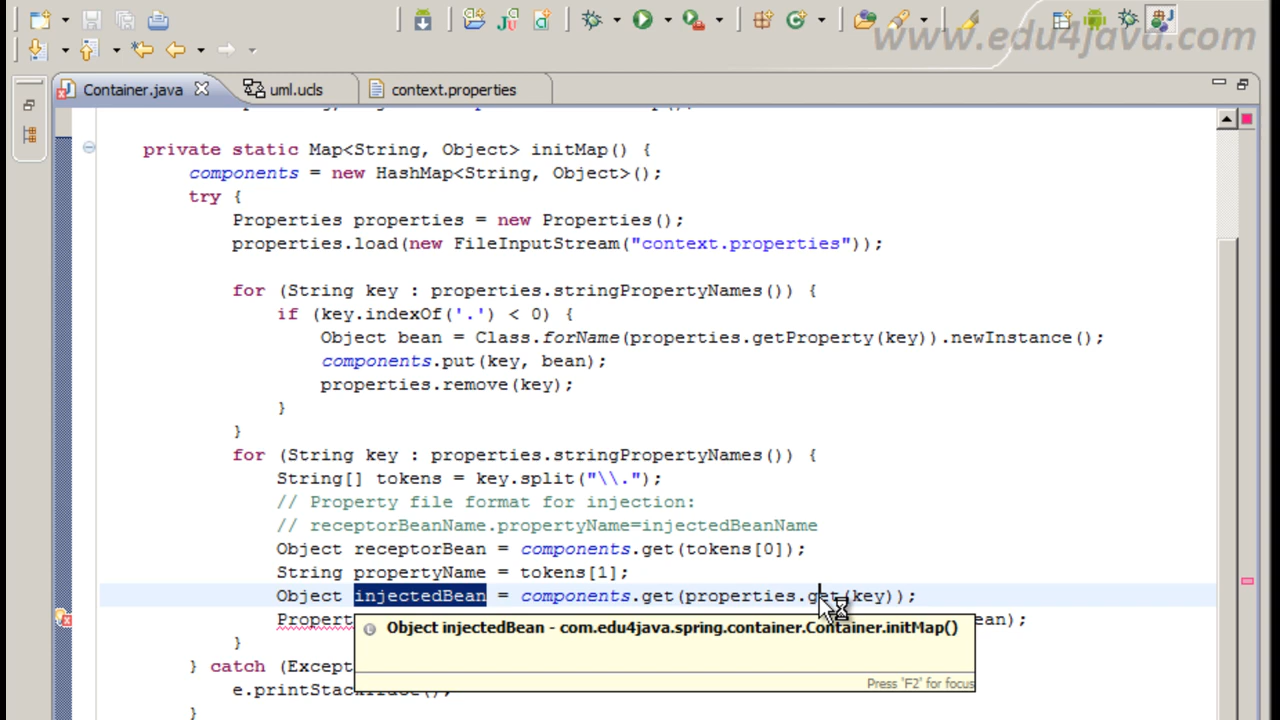 www.edu4java.com
Container.java
uml.ucls
context.properties
private static Map<String, Object> initMap() {
components = new HashMap<String, Object>();
try {
Properties properties = new Properties();
properties.load(new FileInputStream("context.properties"));
for (String key : properties.stringPropertyNames()) {
if (key.indexOf('.') < 0) {
Object bean = Class.forName(properties.getProperty(key)).newInstance();
components.put(key, bean);
properties.remove(key);
}
}
for (String key : properties.stringPropertyNames()) {
String[] tokens = key.split("\\.");
// Property file format for injection:
// receptorBeanName.propertyName=injectedBeanName
Object receptorBean = components.get(tokens[0]);
String propertyName = tokens[1];
Object injectedBean = components.get(properties.get(key));
Propert ean);
Object injectedBean - com.edu4java.spring.container.Container.initMap()
Press 'F2' for focus
}
} catch (Except
}